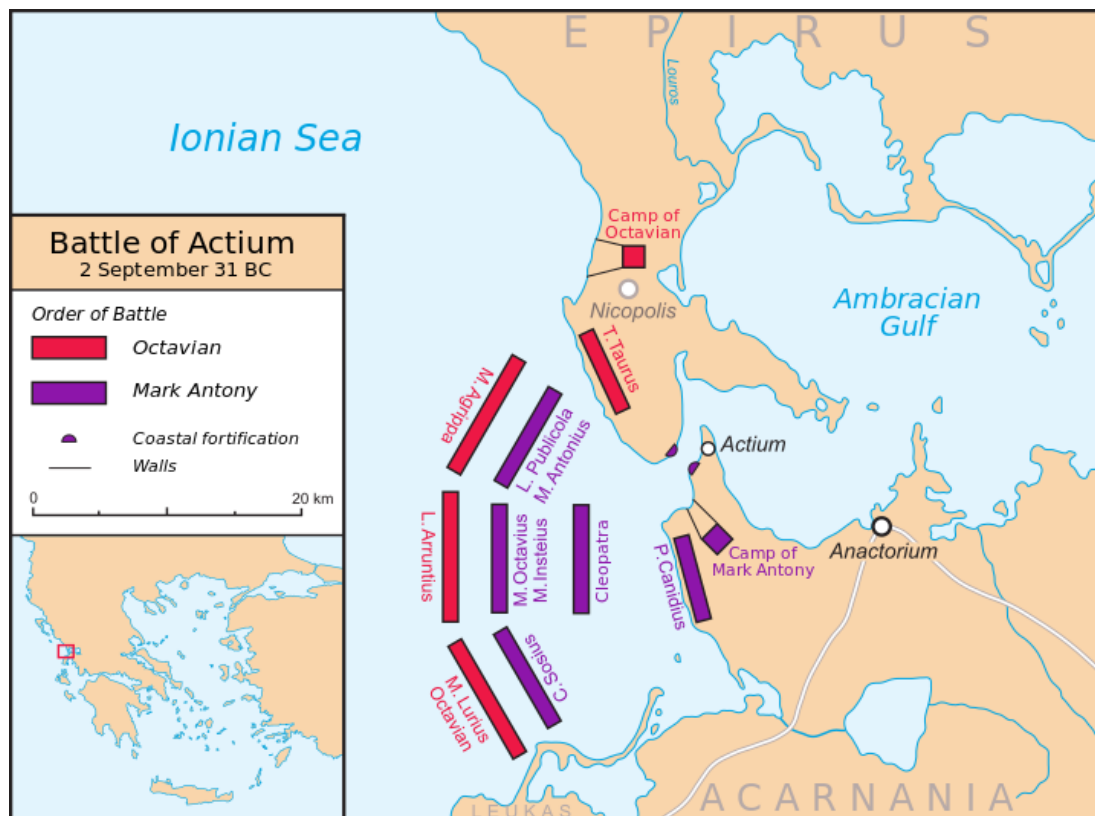 E P I R U S
Louros
Ionian Sea
Camp of
Octavian
Battle of Actium
2 September 31 BC
Nicopolis
Ambracian
Gulf
Order of Battle
Octavian
Mark Antony
Coastal fortification
Walls
0
20 km
T.Taurus
M.Agrippa
L. Publicola
M.Antonius
Actium
L.Arruntius
M.Octavius
M.Insteius
Cleopatra
P.Canidius
Camp of
Mark Antony
Anactorium
M.Lurius
Octavian
C.Sosius
LEUKAS
ACARNANIA